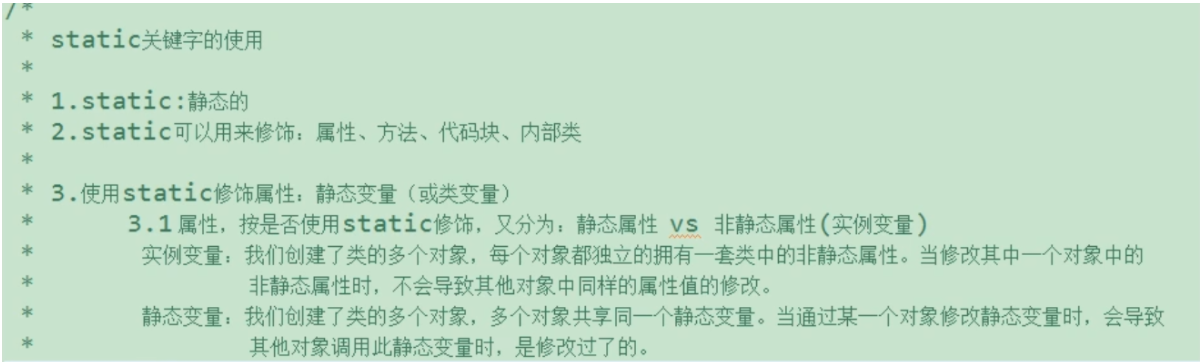 /*
* static关键字的使用
*
* 1.static:静态的
* 2.static可以用来修饰：属性、方法、代码块、内部类
*
* 3.使用static修饰属性：静态变量（或类变量）
* 3.1 属性，按是否使用static修饰，又分为：静态属性 vs 非静态属性(实例变量)
* 实例变量：我们创建了类的多个对象，每个对象都独立的拥有一套类中的非静态属性。当修改其中一个对象中的
* 非静态属性时，不会导致其他对象中同样的属性值的修改。
* 静态变量：我们创建了类的多个对象，多个对象共享同一个静态变量。当通过某一个对象修改静态变量时，会导致
* 其他对象调用此静态变量时，是修改过了的。